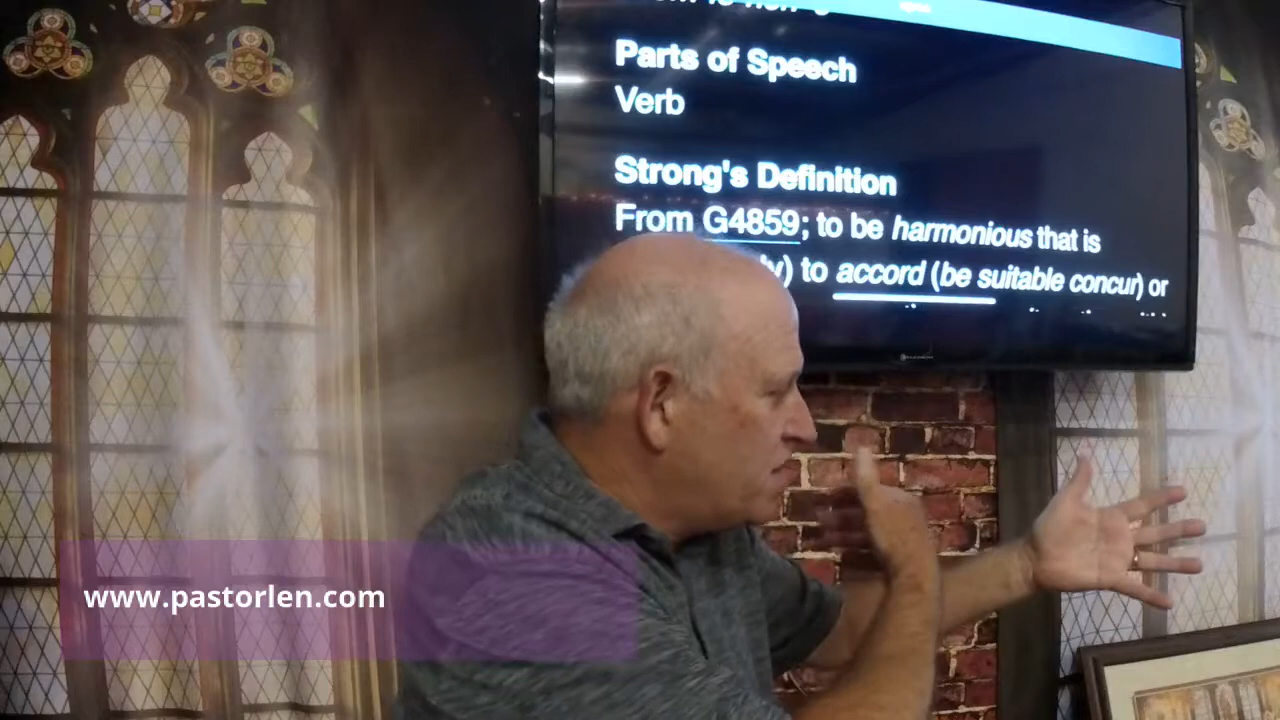 Parts of Speech
Verb
Strong's Definition
From G4859; to be harmonious that is
to accord (be suitable concur) or
www.pastorlen.com